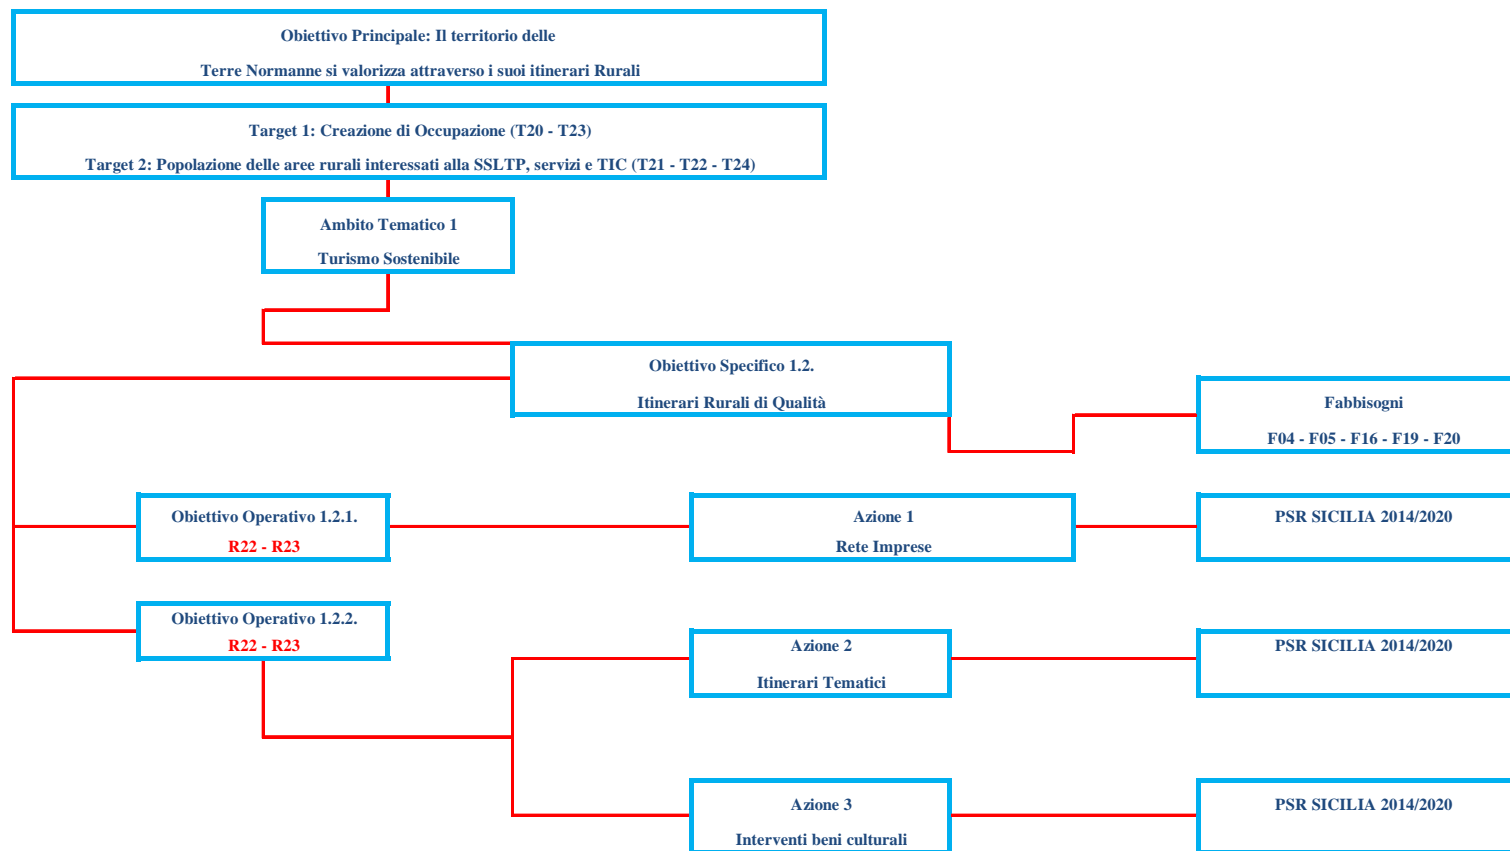 Obiettivo Principale: Il territorio delle
Terre Normanne si valorizza attraverso i suoi itinerari Rurali
Target 1: Creazione di Occupazione (T20 - T23)
Target 2: Popolazione delle aree rurali interessati alla SSLTP, servizi e TIC (T21 - T22 - T24)
Ambito Tematico 1
Turismo Sostenibile
Obiettivo Specifico 1.2.
Itinerari Rurali di Qualità
Fabbisogni
F04 - F05 - F16 - F19 - F20
Obiettivo Operativo 1.2.1.
R22 - R23
Azione 1
Rete Imprese
PSR SICILIA 2014/2020
Obiettivo Operativo 1.2.2.
R22 - R23
Azione 2
Itinerari Tematici
PSR SICILIA 2014/2020
Azione 3
Interventi beni culturali
PSR SICILIA 2014/2020